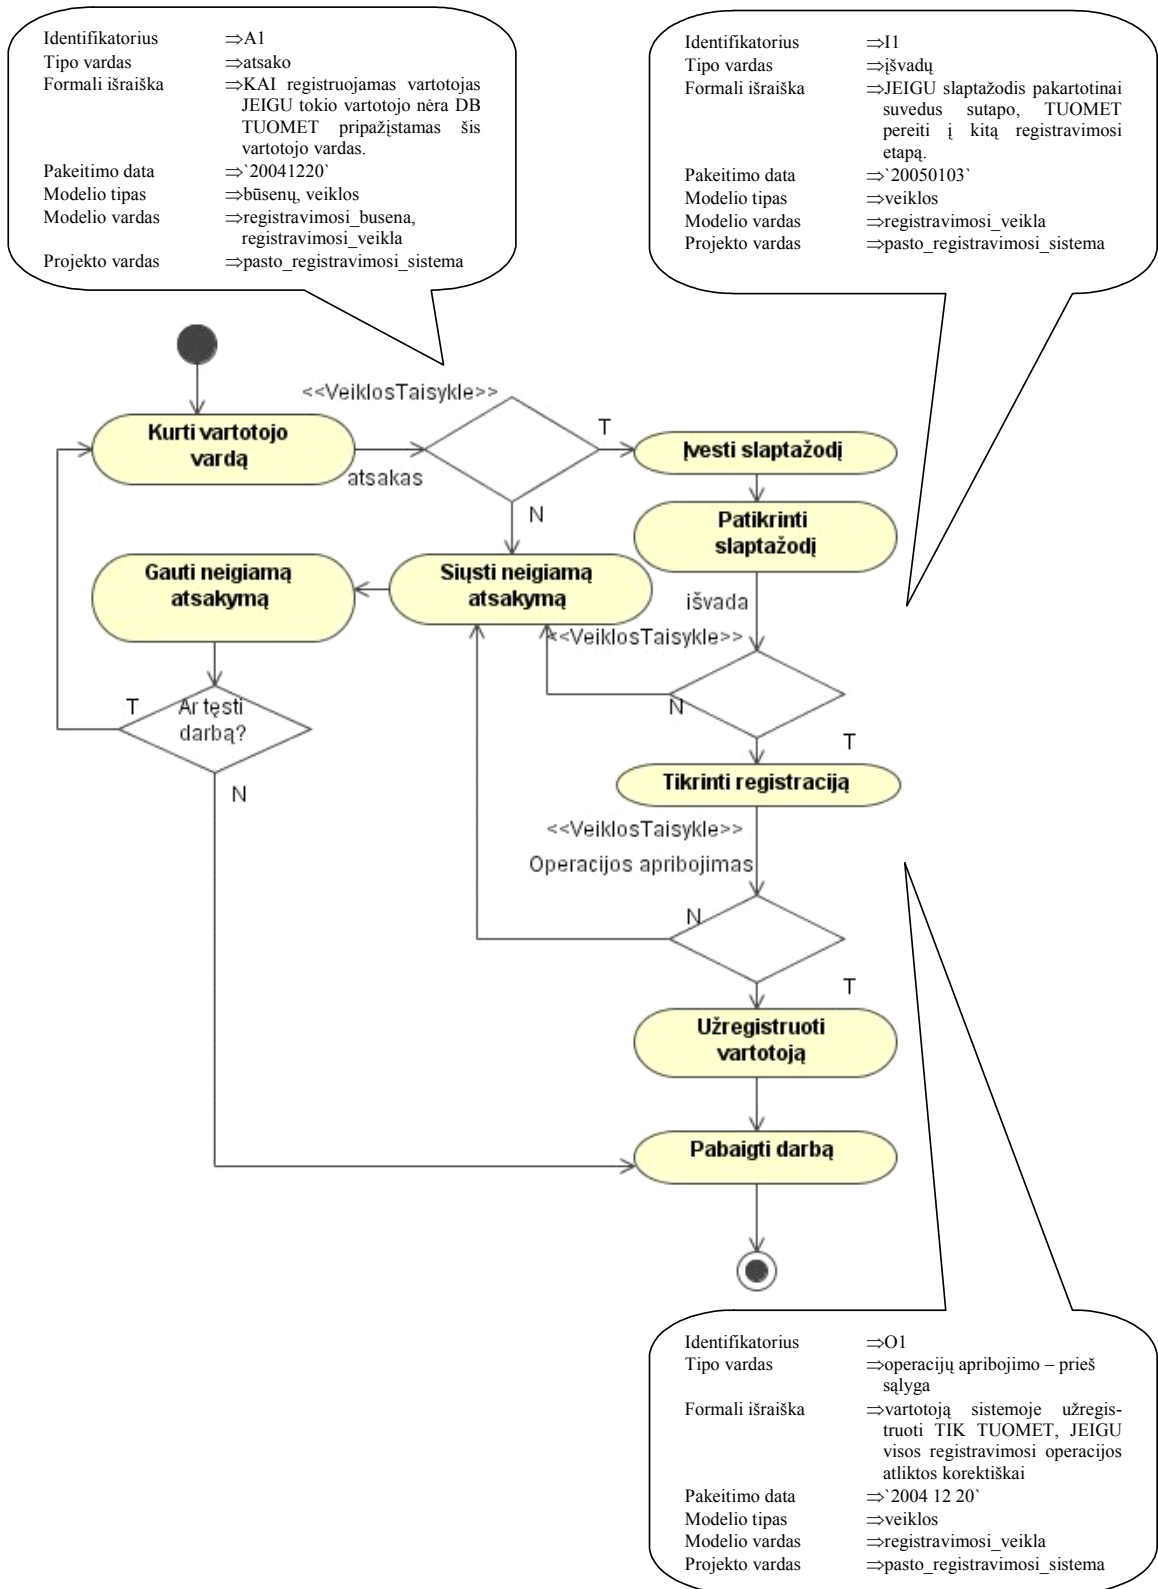 Identifikatorius ⇒A1
Tipo vardas ⇒atsako
Formali išraiška ⇒KAI registruojamas vartotojas
JEIGU tokio vartotojo nėra DB
TUOMET pripažįstamas šis
vartotojo vardas.
Pakeitimo data ⇒`20041220`
Modelio tipas ⇒būsenų, veiklos
Modelio vardas ⇒registravimosi_busena,
registravimosi_veikla
Projekto vardas ⇒pasto_registravimosi_sistema
Identifikatorius ⇒I1
Tipo vardas ⇒įšvadų
Formali išraiška ⇒JEIGU slaptažodis pakartotinai
suvedus sutapo, TUOMET
pereiti į kitą registravimosi
etapą.
Pakeitimo data ⇒`20050103`
Modelio tipas ⇒veiklos
Modelio vardas ⇒registravimosi_veikla
Projekto vardas ⇒pasto_registravimosi_sistema
<<VeiklosTaisykle>>
Kurti vartotojo
vardą
atsakas
T
N
Įvesti slaptažodį
Patikrinti
slaptažodį
Gauti neigiamą
atsakymą
Siųsti neigiamą
atsakymą
išvada
<<VeiklosTaisykle>>
T
Ar tęsti
darbą?
N
N
T
Tikrinti registraciją
<<VeiklosTaisykle>>
Operacijos apribojimas
N
T
Užregistruoti
vartotoją
Pabaigti darbą
Identifikatorius ⇒O1
Tipo vardas ⇒operacijų apribojimo – prieš
sąlyga
Formali išraiška ⇒vartotoją sistemoje užregis-
truoti TIK TUOMET, JEIGU
visos registravimosi operacijos
atliktos korektiškai
Pakeitimo data ⇒`2004 12 20`
Modelio tipas ⇒veiklos
Modelio vardas ⇒registravimosi_veikla
Projekto vardas ⇒pasto_registravimosi_sistema